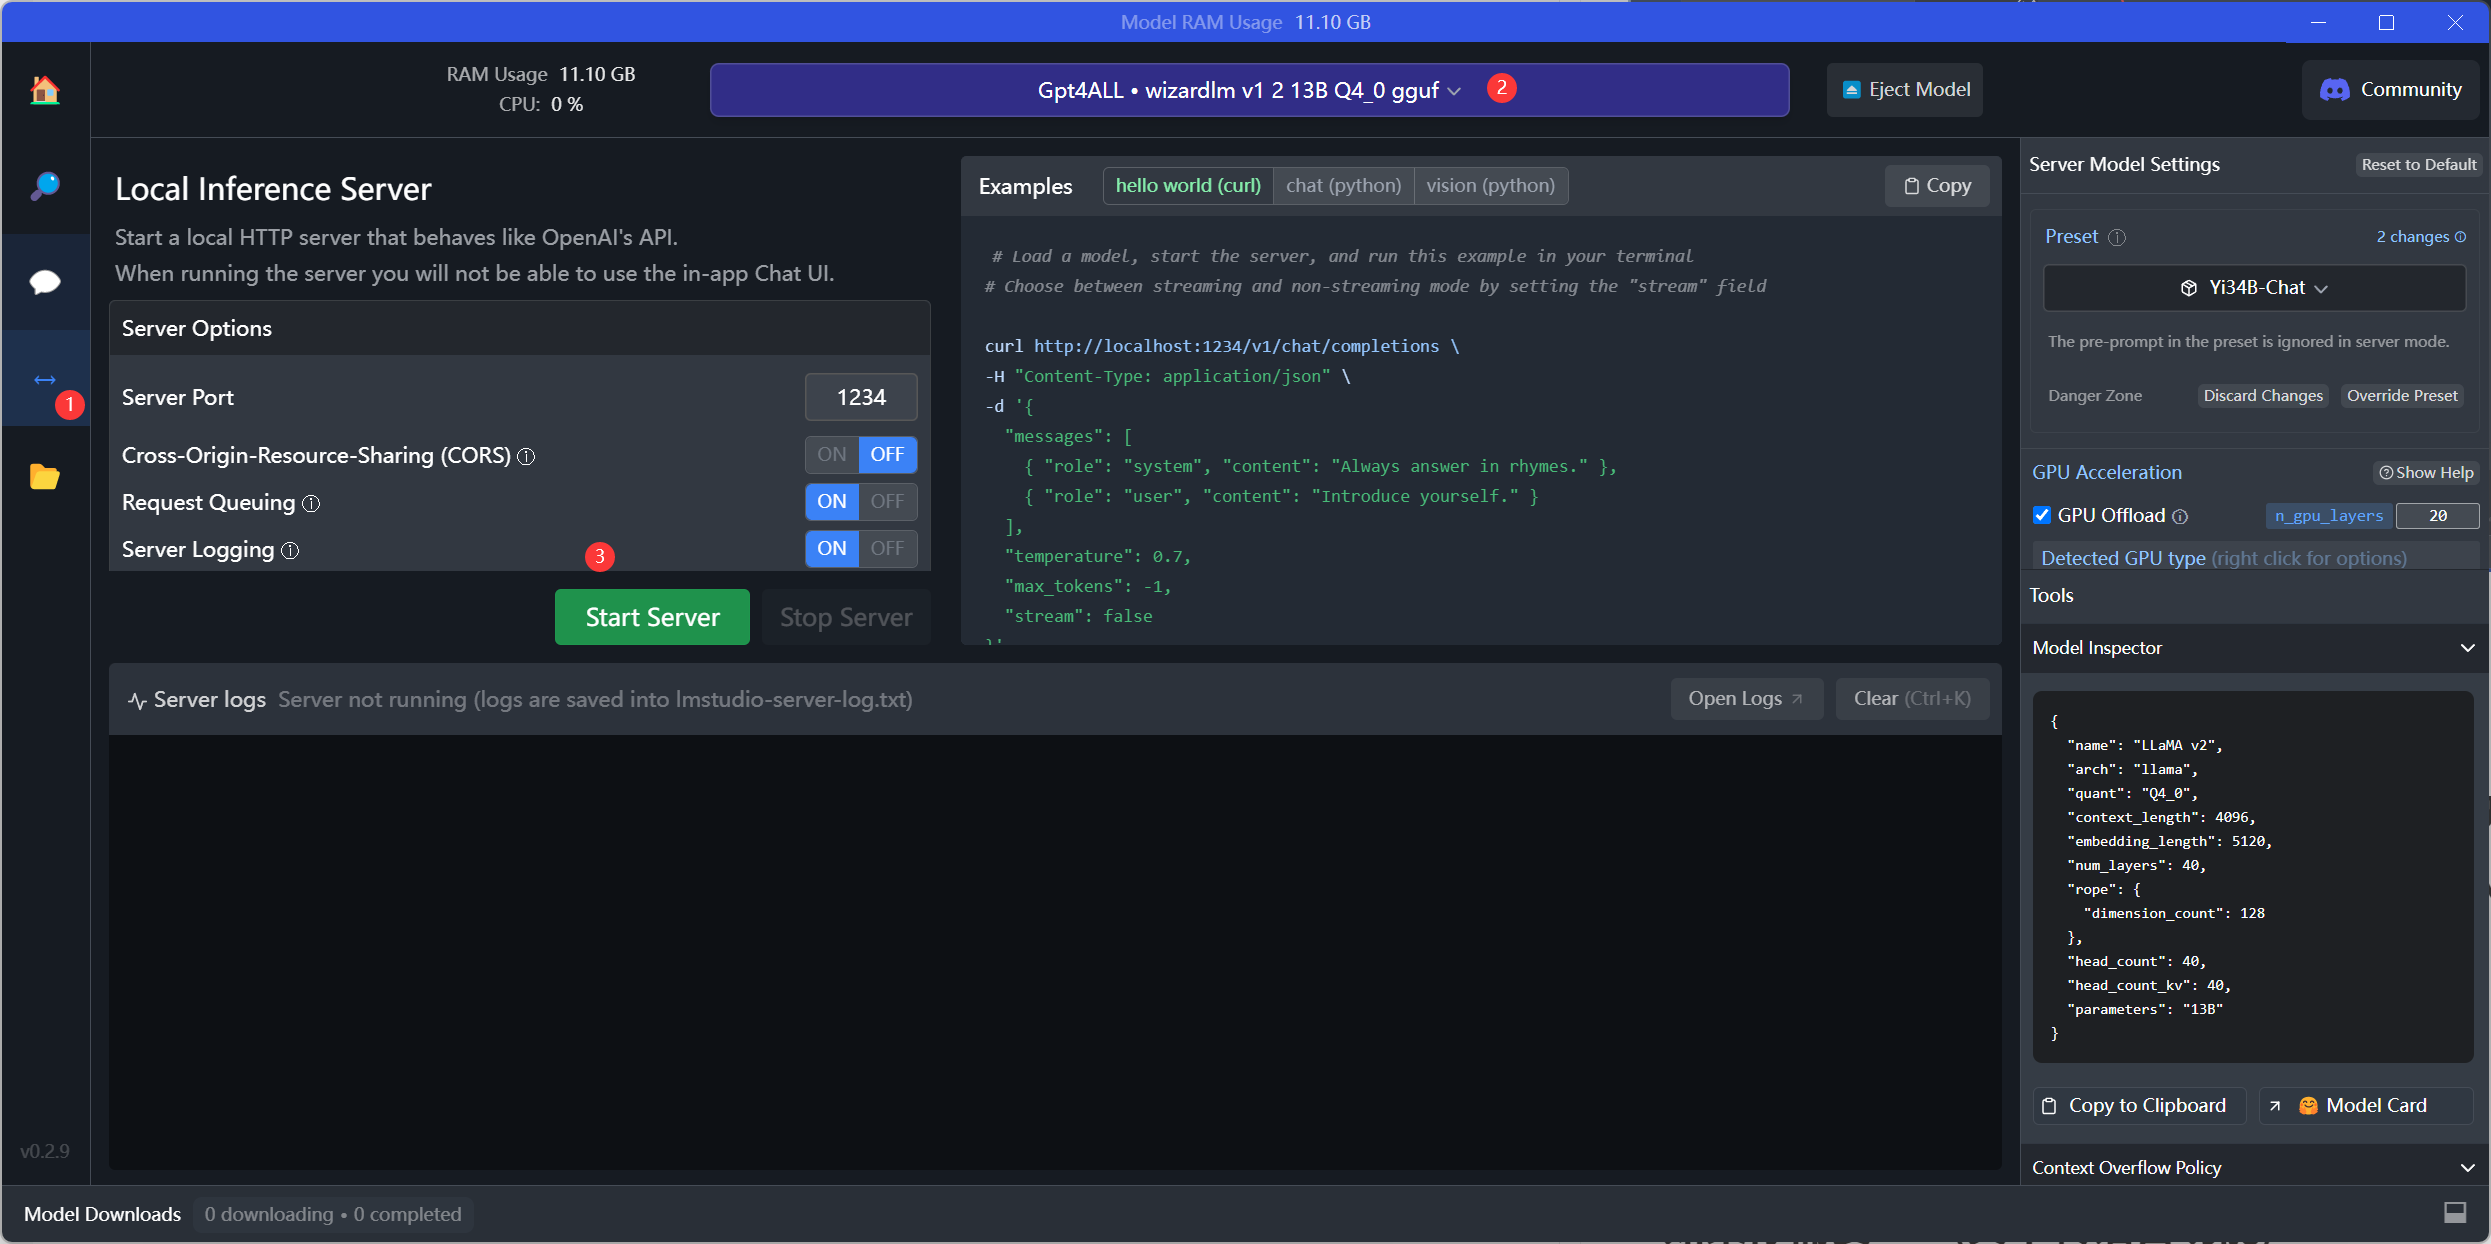 Model RAM Usage 11.10 GB
RAM Usage 11.10 GB
CPU: 0 %
Gpt4ALL • wizardlm v1 2 13B Q4_0 gguf
2
Eject Model
Community
1
v0.2.9
Local Inference Server
Start a local HTTP server that behaves like OpenAI's API.
When running the server you will not be able to use the in-app Chat UI.
Server Options
Server Port 1234
Cross-Origin-Resource-Sharing (CORS) ON OFF
Request Queuing ON OFF
Server Logging ON OFF
3
Start Server Stop Server
Examples hello world (curl) chat (python) vision (python) Copy
# Load a model, start the server, and run this example in your terminal
# Choose between streaming and non-streaming mode by setting the "stream" field
curl http://localhost:1234/v1/chat/completions \
-H "Content-Type: application/json" \
-d '{
"messages": [
{ "role": "system", "content": "Always answer in rhymes." },
{ "role": "user", "content": "Introduce yourself." }
],
"temperature": 0.7,
"max_tokens": -1,
"stream": false
}'
Server logs Server not running (logs are saved into lmstudio-server-log.txt)
Open Logs Clear (Ctrl+K)
Server Model Settings Reset to Default
Preset 2 changes
Yi34B-Chat
The pre-prompt in the preset is ignored in server mode.
Danger Zone Discard Changes Override Preset
GPU Acceleration Show Help
GPU Offload n_gpu_layers 20
Detected GPU type (right click for options)
Tools
Model Inspector
{
"name": "LLaMA v2",
"arch": "llama",
"quant": "Q4_0",
"context_length": 4096,
"embedding_length": 5120,
"num_layers": 40,
"rope": {
"dimension_count": 128
},
"head_count": 40,
"head_count_kv": 40,
"parameters": "13B"
}
Copy to Clipboard Model Card
Context Overflow Policy
Model Downloads 0 downloading • 0 completed